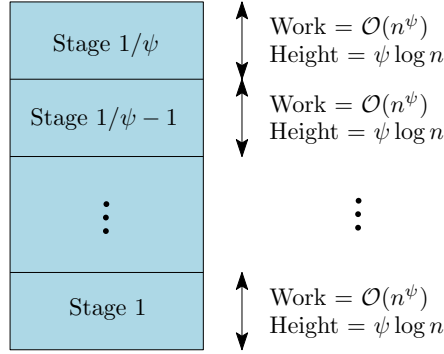 Stage 1/ψ
Work = 𝒪(n^ψ)
Height = ψ log n
Stage 1/ψ − 1
Work = 𝒪(n^ψ)
Height = ψ log n
⋮
⋮
Stage 1
Work = 𝒪(n^ψ)
Height = ψ log n